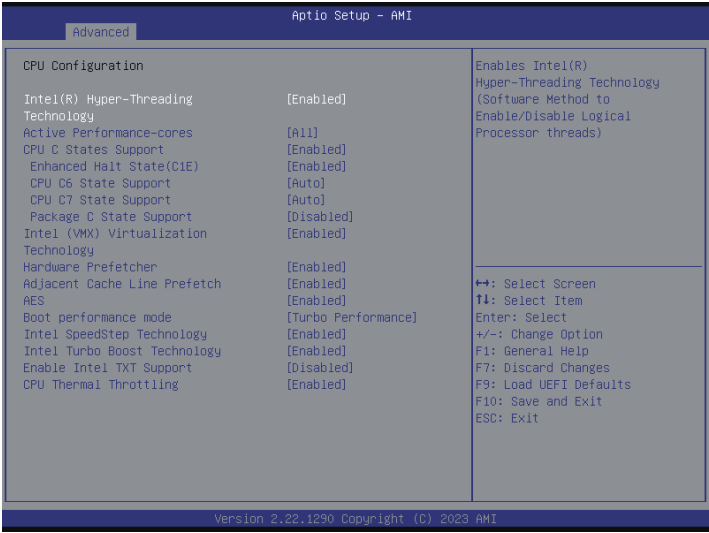 Aptio Setup - AMI
Advanced
CPU Configuration
Intel(R) Hyper-Threading [Enabled]
Technology
Active Performance-cores [All]
CPU C States Support [Enabled]
Enhanced Halt State(C1E) [Enabled]
CPU C6 State Support [Auto]
CPU C7 State Support [Auto]
Package C State Support [Disabled]
Intel (VMX) Virtualization [Enabled]
Technology
Hardware Prefetcher [Enabled]
Adjacent Cache Line Prefetch [Enabled]
AES [Enabled]
Boot performance mode [Turbo Performance]
Intel SpeedStep Technology [Enabled]
Intel Turbo Boost Technology [Enabled]
Enable Intel TXT Support [Disabled]
CPU Thermal Throttling [Enabled]
Enables Intel(R)
Hyper-Threading Technology
(Software Method to
Enable/Disable Logical
Processor threads)
↔: Select Screen
↑↓: Select Item
Enter: Select
+/-: Change Option
F1: General Help
F7: Discard Changes
F9: Load UEFI Defaults
F10: Save and Exit
ESC: Exit
Version 2.22.1290 Copyright (C) 2023 AMI